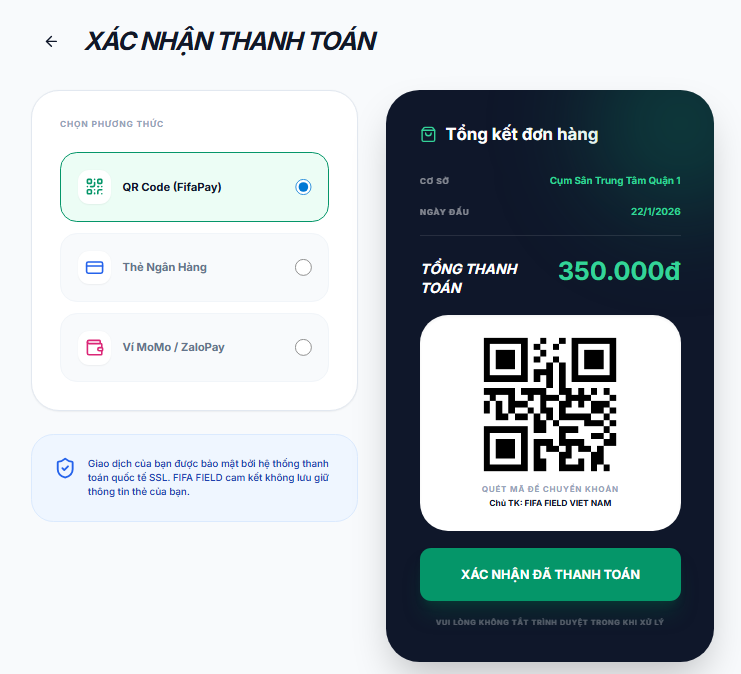 XÁC NHẬN THANH TOÁN
CHỌN PHƯƠNG THỨC
QR Code (FifaPay)
Thẻ Ngân Hàng
Ví MoMo / ZaloPay
Giao dịch của bạn được bảo mật bởi hệ thống thanh
toán quốc tế SSL. FIFA FIELD cam kết không lưu giữ
thông tin thẻ của bạn.
Tổng kết đơn hàng
CƠ SỞ
Cụm Sân Trung Tâm Quận 1
NGÀY ĐẤU
22/1/2026
TỔNG THANH
TOÁN
350.000đ
QUÉT MÃ ĐỂ CHUYỂN KHOẢN
Chủ TK: FIFA FIELD VIET NAM
XÁC NHẬN ĐÃ THANH TOÁN
VUI LÒNG KHÔNG TẮT TRÌNH DUYỆT TRONG KHI XỬ LÝ